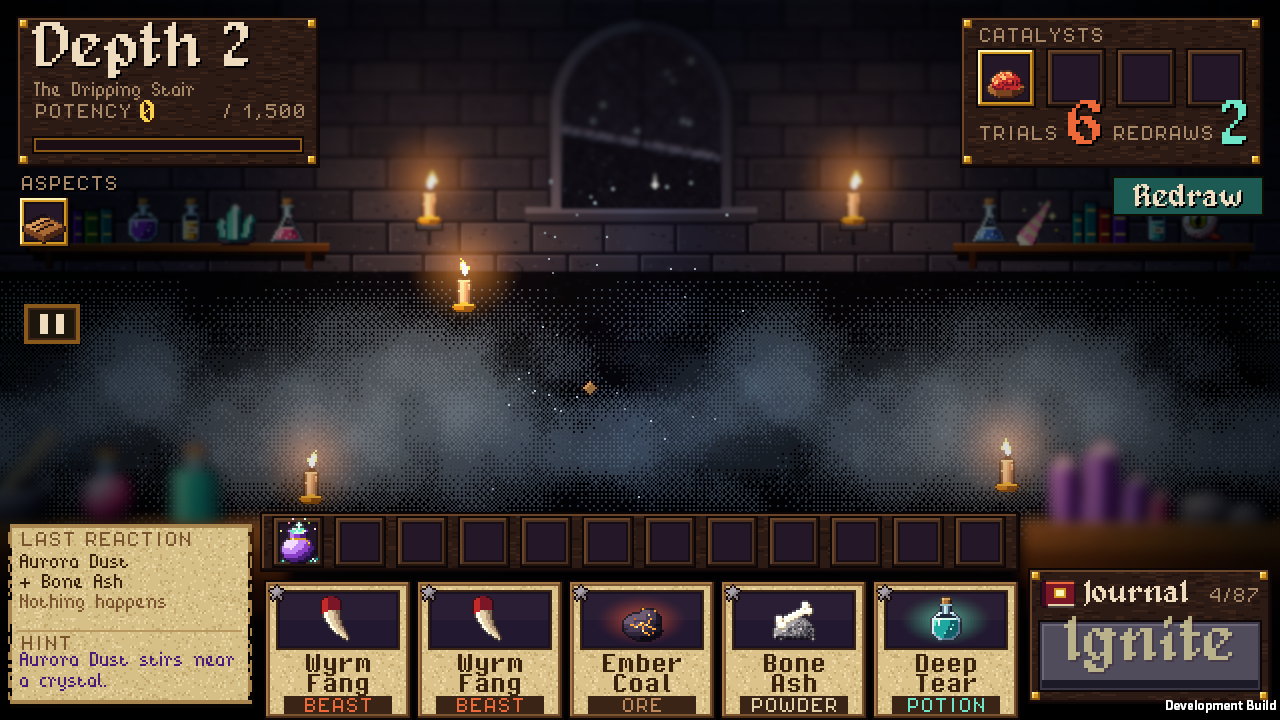 Depth 2
The Dripping Stair
POTENCY 0 / 1,500
ASPECTS
CATALYSTS
TRIALS 6 REDRAWS 2
Redraw
LAST REACTION
Aurora Dust
+ Bone Ash
Nothing happens
HINT
Aurora Dust stirs near
a crystal.
Wyrm
Fang
BEAST
Wyrm
Fang
BEAST
Ember
Coal
ORE
Bone
Ash
POWDER
Deep
Tear
POTION
Journal 4/87
Ignite
Development Build